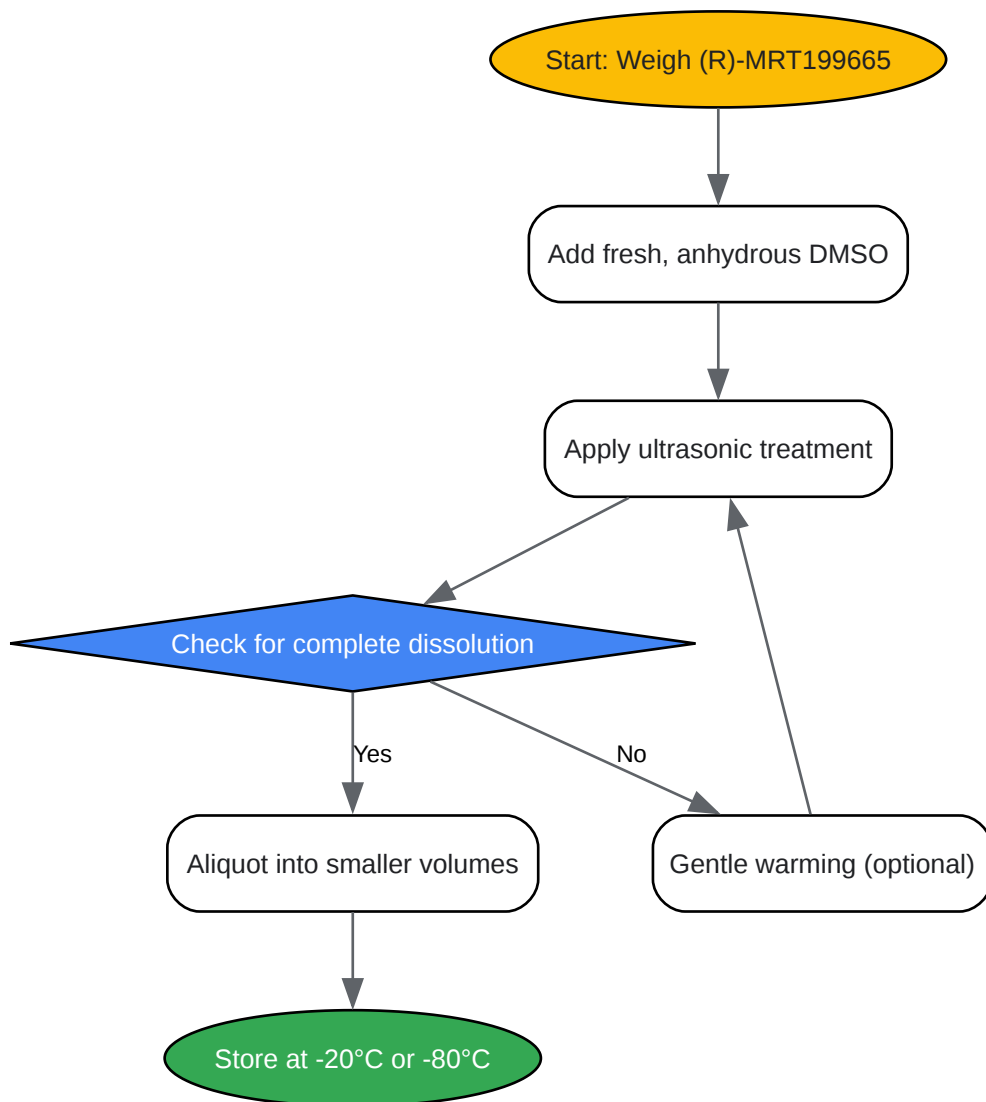 Start: Weigh (R)-MRT199665
Add fresh, anhydrous DMSO
Apply ultrasonic treatment
Check for complete dissolution
Yes
No
Aliquot into smaller volumes
Gentle warming (optional)
Store at -20°C or -80°C